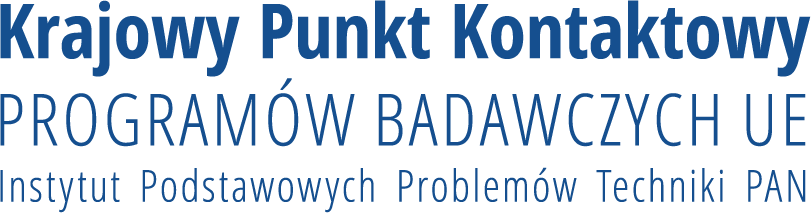 Krajowy Punkt Kontaktowy
PROGRAMÓW BADAWCZYCH UE
Instytut Podstawowych Problemów Techniki PAN